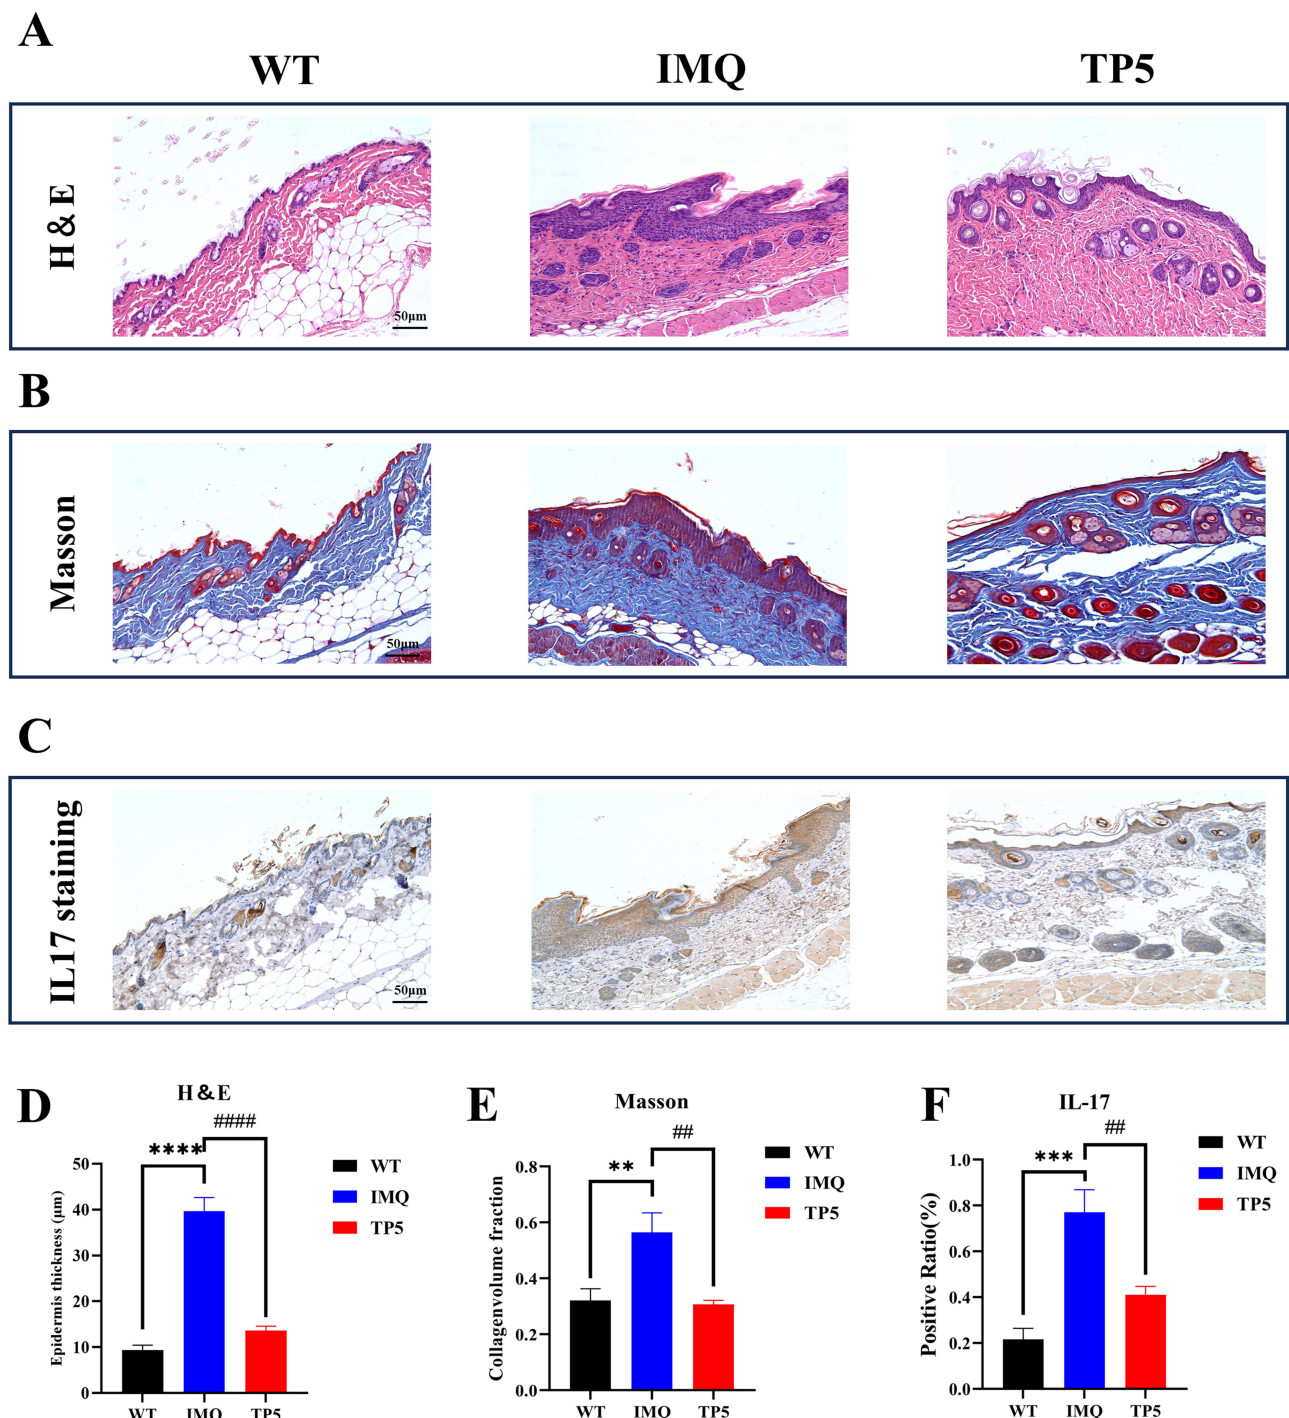 A
WT IMQ TP5
H&E
50μm
B
Masson
50μm
C
IL17 staining
50μm
D
H&E
####
****
Epidermis thickness (μm)
50
40
30
20
10
0
WT IMQ TP5
WT
IMQ
TP5
E
Masson
##
**
Collagenvolume fraction
0.8
0.6
0.4
0.2
0.0
WT IMQ TP5
WT
IMQ
TP5
F
IL-17
##
***
Positive Ratio(%)
1.0
0.8
0.6
0.4
0.2
0.0
WT IMQ TP5
WT
IMQ
TP5